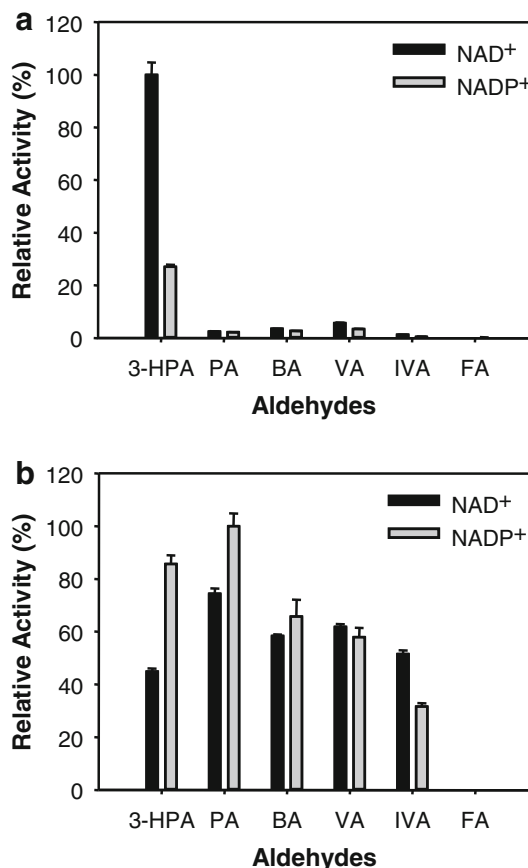 a
120
NAD+
100
NADP+
80
60
40
20
0
Relative Activity (%)
3-HPA PA BA VA IVA FA
Aldehydes
b
120
NAD+
100
NADP+
80
60
40
20
0
Relative Activity (%)
3-HPA PA BA VA IVA FA
Aldehydes